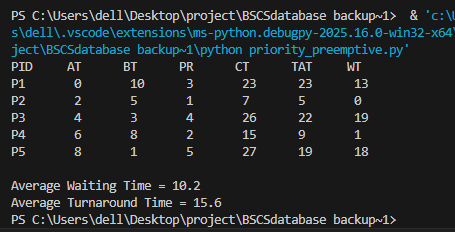 PS C:\Users\dell\Desktop\project\BSCSdatabase backup~1>  & 'c:\U
s\dell\.vscode\extensions\ms-python.debugpy-2025.16.0-win32-x64\
ject\BSCSdatabase backup~1\python priority_preemptive.py'
PID AT BT PR CT TAT WT
P1 0 10 3 23 23 13
P2 2 5 1 7 5 0
P3 4 3 4 26 22 19
P4 6 8 2 15 9 1
P5 8 1 5 27 19 18
Average Waiting Time = 10.2
Average Turnaround Time = 15.6
PS C:\Users\dell\Desktop\project\BSCSdatabase backup~1>